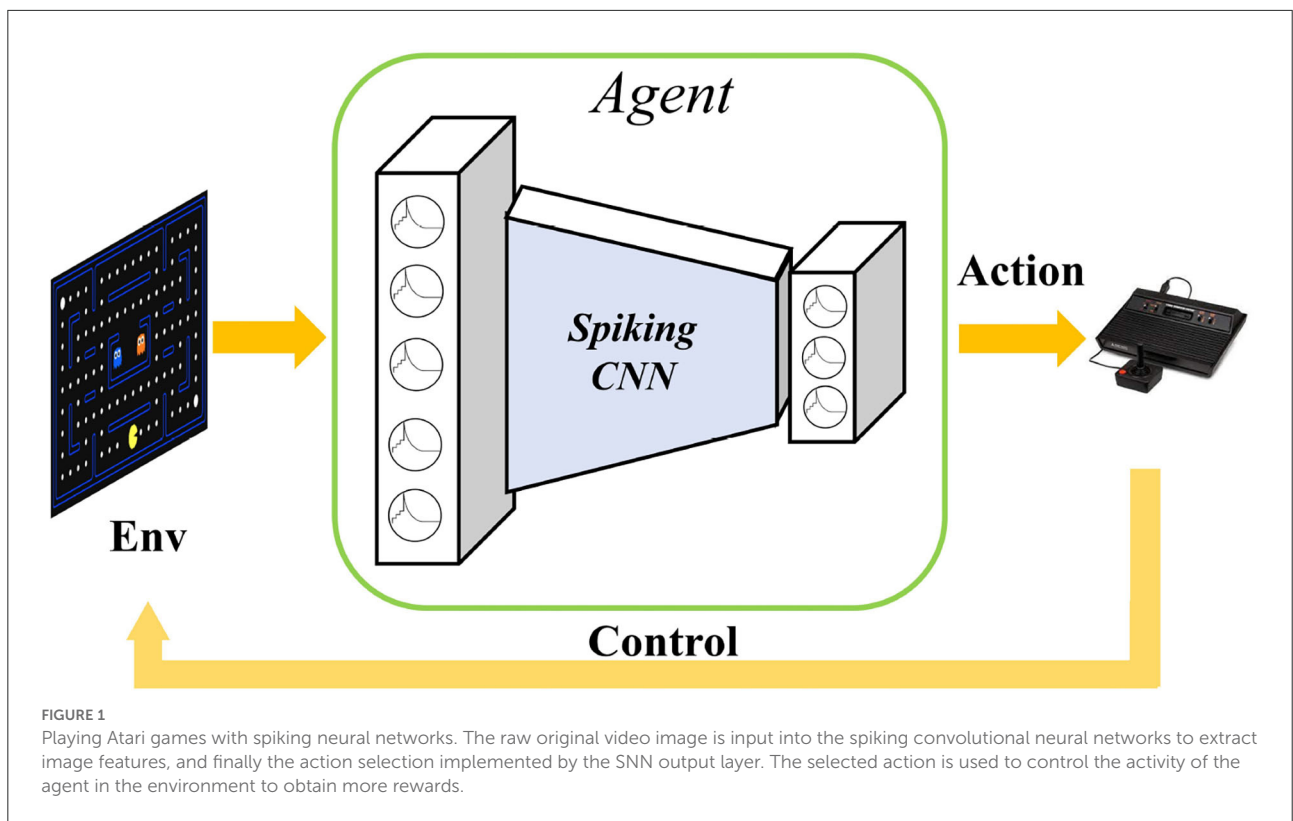 Agent
Spiking
CNN
Action
Env
Control
FIGURE 1
Playing Atari games with spiking neural networks. The raw original video image is input into the spiking convolutional neural networks to extract
image features, and finally the action selection implemented by the SNN output layer. The selected action is used to control the activity of the
agent in the environment to obtain more rewards.